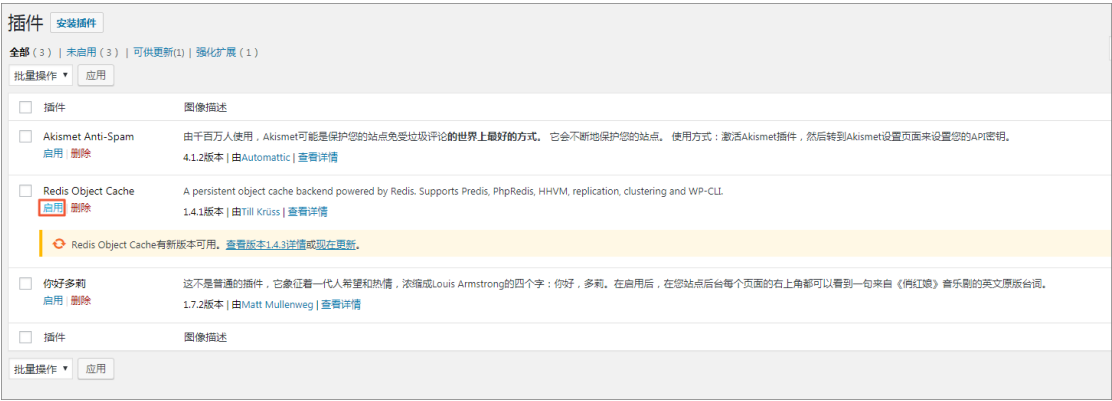 插件 安装插件
全部（3） | 未启用（3） | 可供更新(1) | 强化扩展（1）
批量操作 ▼ 应用
插件 图像描述
Akismet Anti-Spam 由千百万人使用，Akismet可能是保护您的站点免受垃圾评论的世界上最好的方式。 它会不断地保护您的站点。 使用方式：激活Akismet插件，然后转到Akismet设置页面来设置您的API密钥。
启用 | 删除 4.1.2版本 | 由Automattic | 查看详情
Redis Object Cache A persistent object cache backend powered by Redis. Supports Predis, PhpRedis, HHVM, replication, clustering and WP-CLI.
启用 | 删除 1.4.1版本 | 由Till Krüss | 查看详情
Redis Object Cache有新版本可用。查看版本1.4.3详情或现在更新。
你好多莉 这不是普通的插件，它象征着一代人希望和热情，浓缩成Louis Armstrong的四个字：你好，多莉。在启用后，在您站点后台每个页面的右上角都可以看到一句来自《俏红娘》音乐剧的英文原版台词。
启用 | 删除 1.7.2版本 | 由Matt Mullenweg | 查看详情
插件 图像描述
批量操作 ▼ 应用